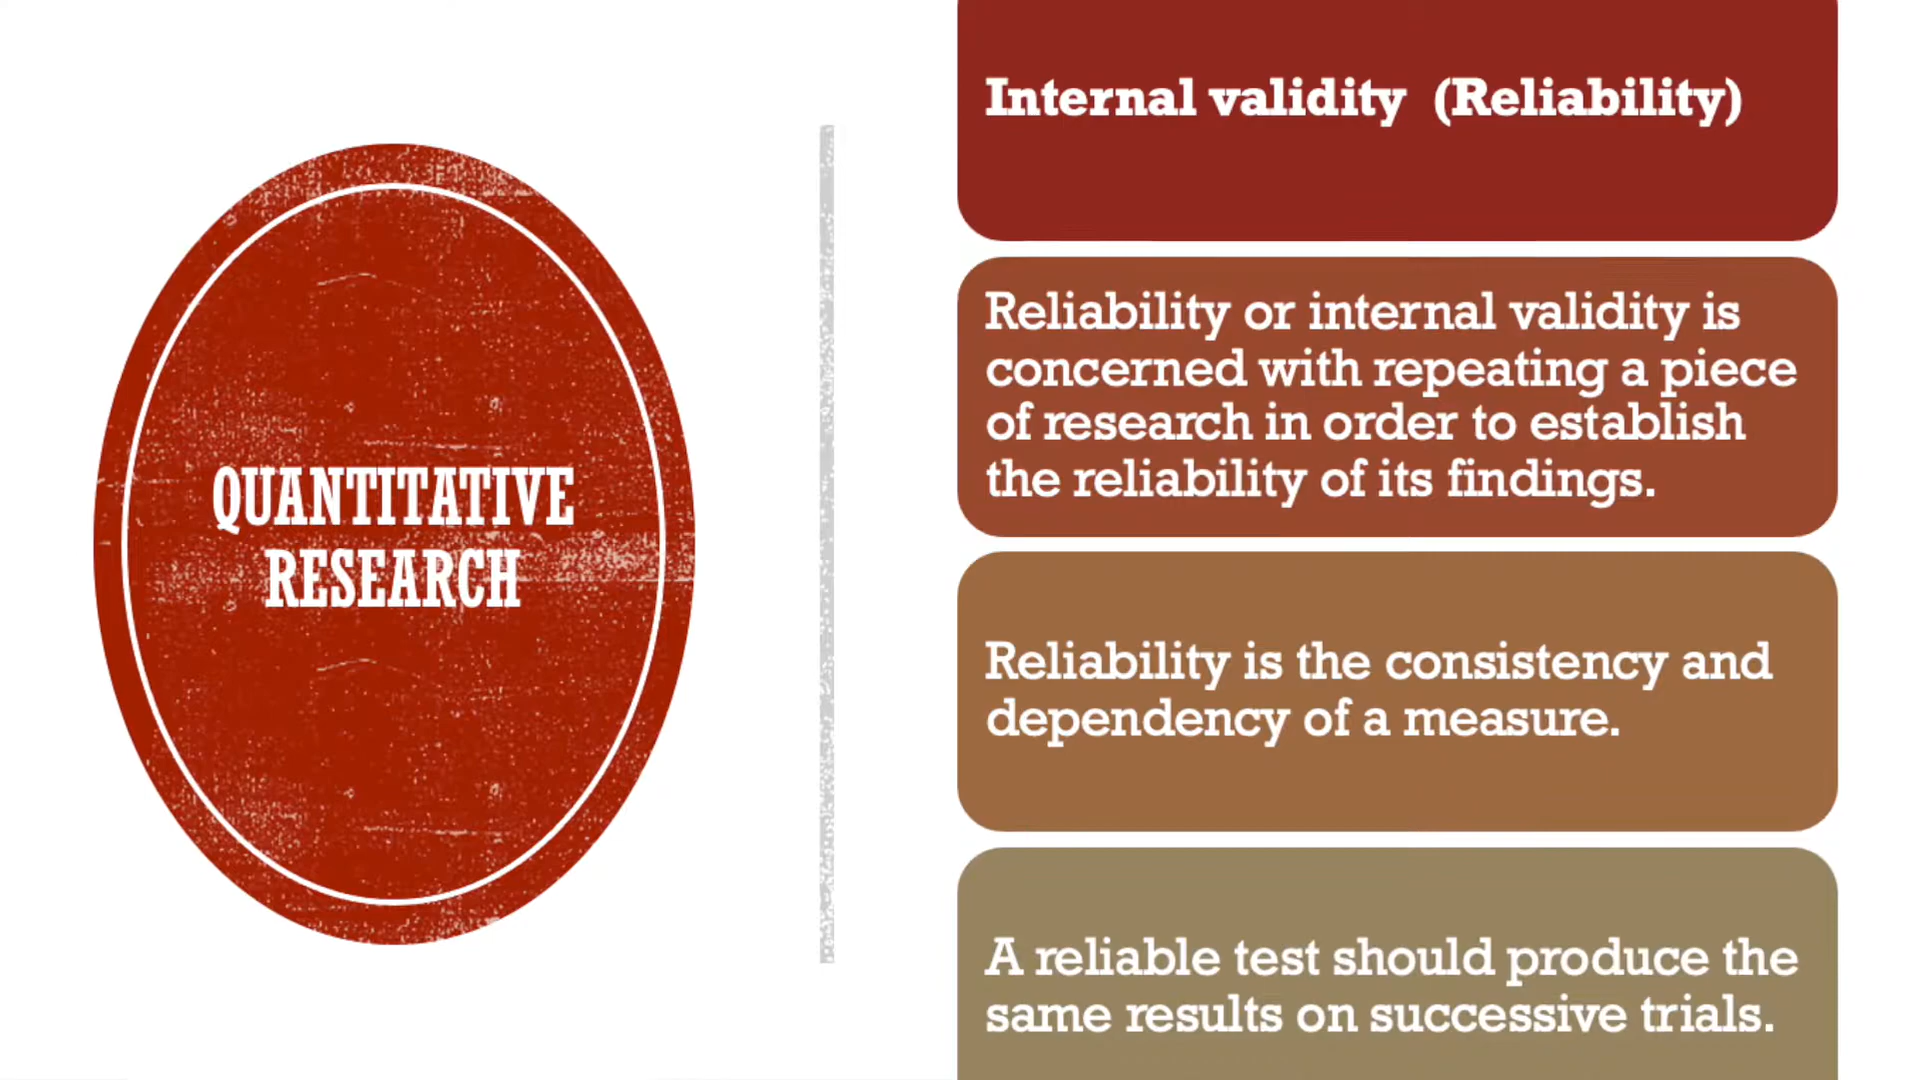 QUANTITATIVE
RESEARCH
Internal validity (Reliability)
Reliability or internal validity is
concerned with repeating a piece
of research in order to establish
the reliability of its findings.
Reliability is the consistency and
dependency of a measure.
A reliable test should produce the
same results on successive trials.